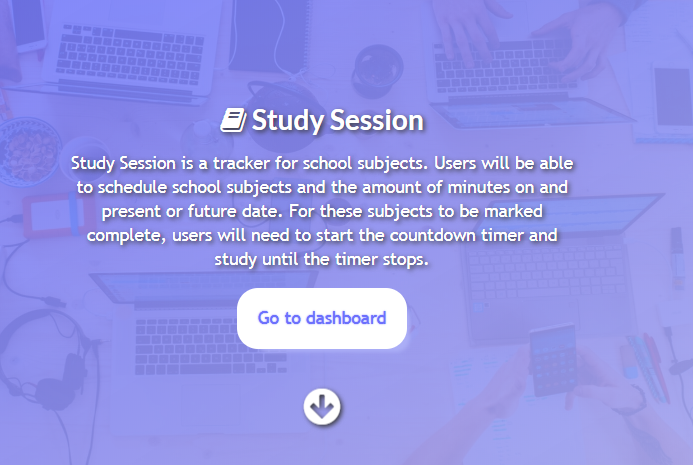 Study Session
Study Session is a tracker for school subjects. Users will be able
to schedule school subjects and the amount of minutes on and
present or future date. For these subjects to be marked
complete, users will need to start the countdown timer and
study until the timer stops.
Go to dashboard